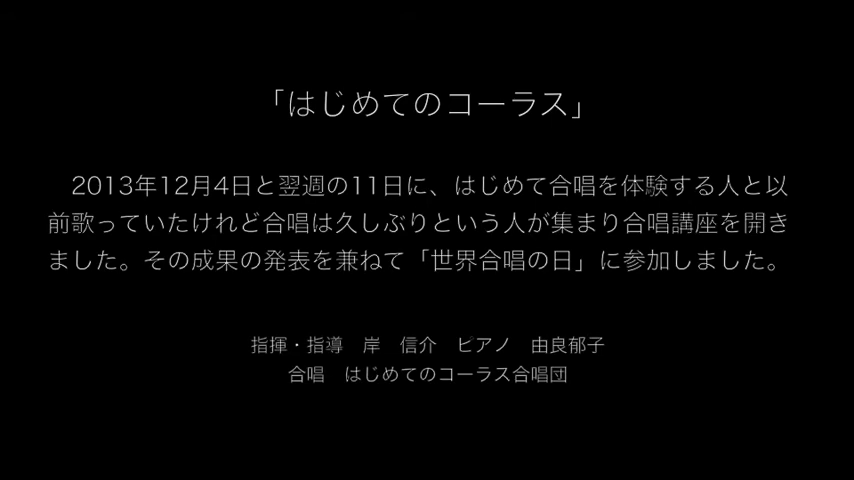 「はじめてのコーラス」
2013年12月4日と翌週の11日に、はじめて合唱を体験する人と以
前歌っていたけれど合唱は久しぶりという人が集まり合唱講座を開き
ました。その成果の発表を兼ねて「世界合唱の日」に参加しました。
指揮・指導　岸　信介　ピアノ　由良郁子
合唱　はじめてのコーラス合唱団